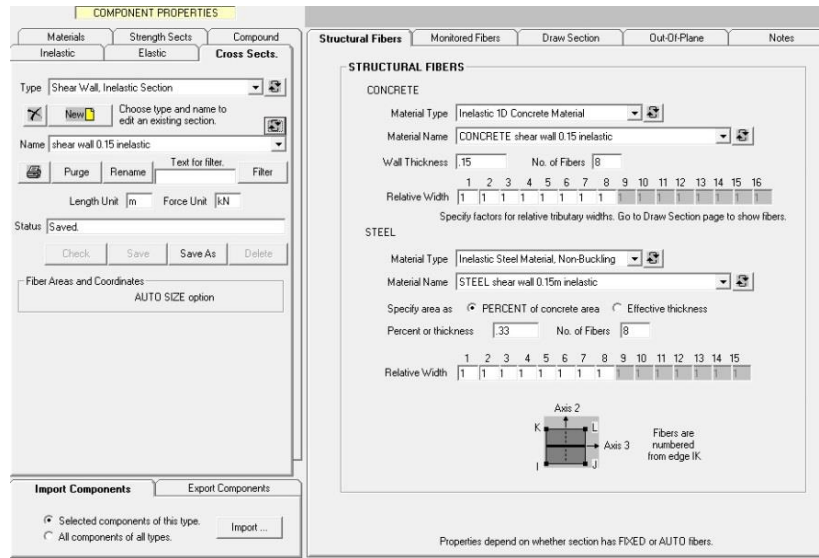 COMPONENT PROPERTIES
Materials Strength Sects Compound
Inelastic Elastic Cross Sects.
Type Shear Wall, Inelastic Section
New Choose type and name to
edit an existing section.
Name shear wall 0.15 inelastic
Text for filter.
Purge Rename Filter
Length Unit m Force Unit kN
Status Saved.
Check Save Save As Delete
Fiber Areas and Coordinates
AUTO SIZE option
Import Components Export Components
Selected components of this type.
All components of all types.
Import ...
Structural Fibers Monitored Fibers Draw Section Out-Of-Plane Notes
STRUCTURAL FIBERS
CONCRETE
Material Type Inelastic 1D Concrete Material
Material Name CONCRETE shear wall 0.15 inelastic
Wall Thickness .15 No. of Fibers 8
1 2 3 4 5 6 7 8 9 10 11 12 13 14 15 16
Relative Width 1 1 1 1 1 1 1 1 1 1 1 1 1 1 1 1
Specify factors for relative tributary widths. Go to Draw Section page to show fibers.
STEEL
Material Type Inelastic Steel Material, Non-Buckling
Material Name STEEL shear wall 0.15m inelastic
Specify area as PERCENT of concrete area Effective thickness
Percent or thickness .33 No. of Fibers 8
1 2 3 4 5 6 7 8 9 10 11 12 13 14 15
Relative Width 1 1 1 1 1 1 1 1 1 1 1 1 1 1 1
Axis 2
K L
Axis 3
I J
Fibers are
numbered
from edge IK
Properties depend on whether section has FIXED or AUTO fibers.